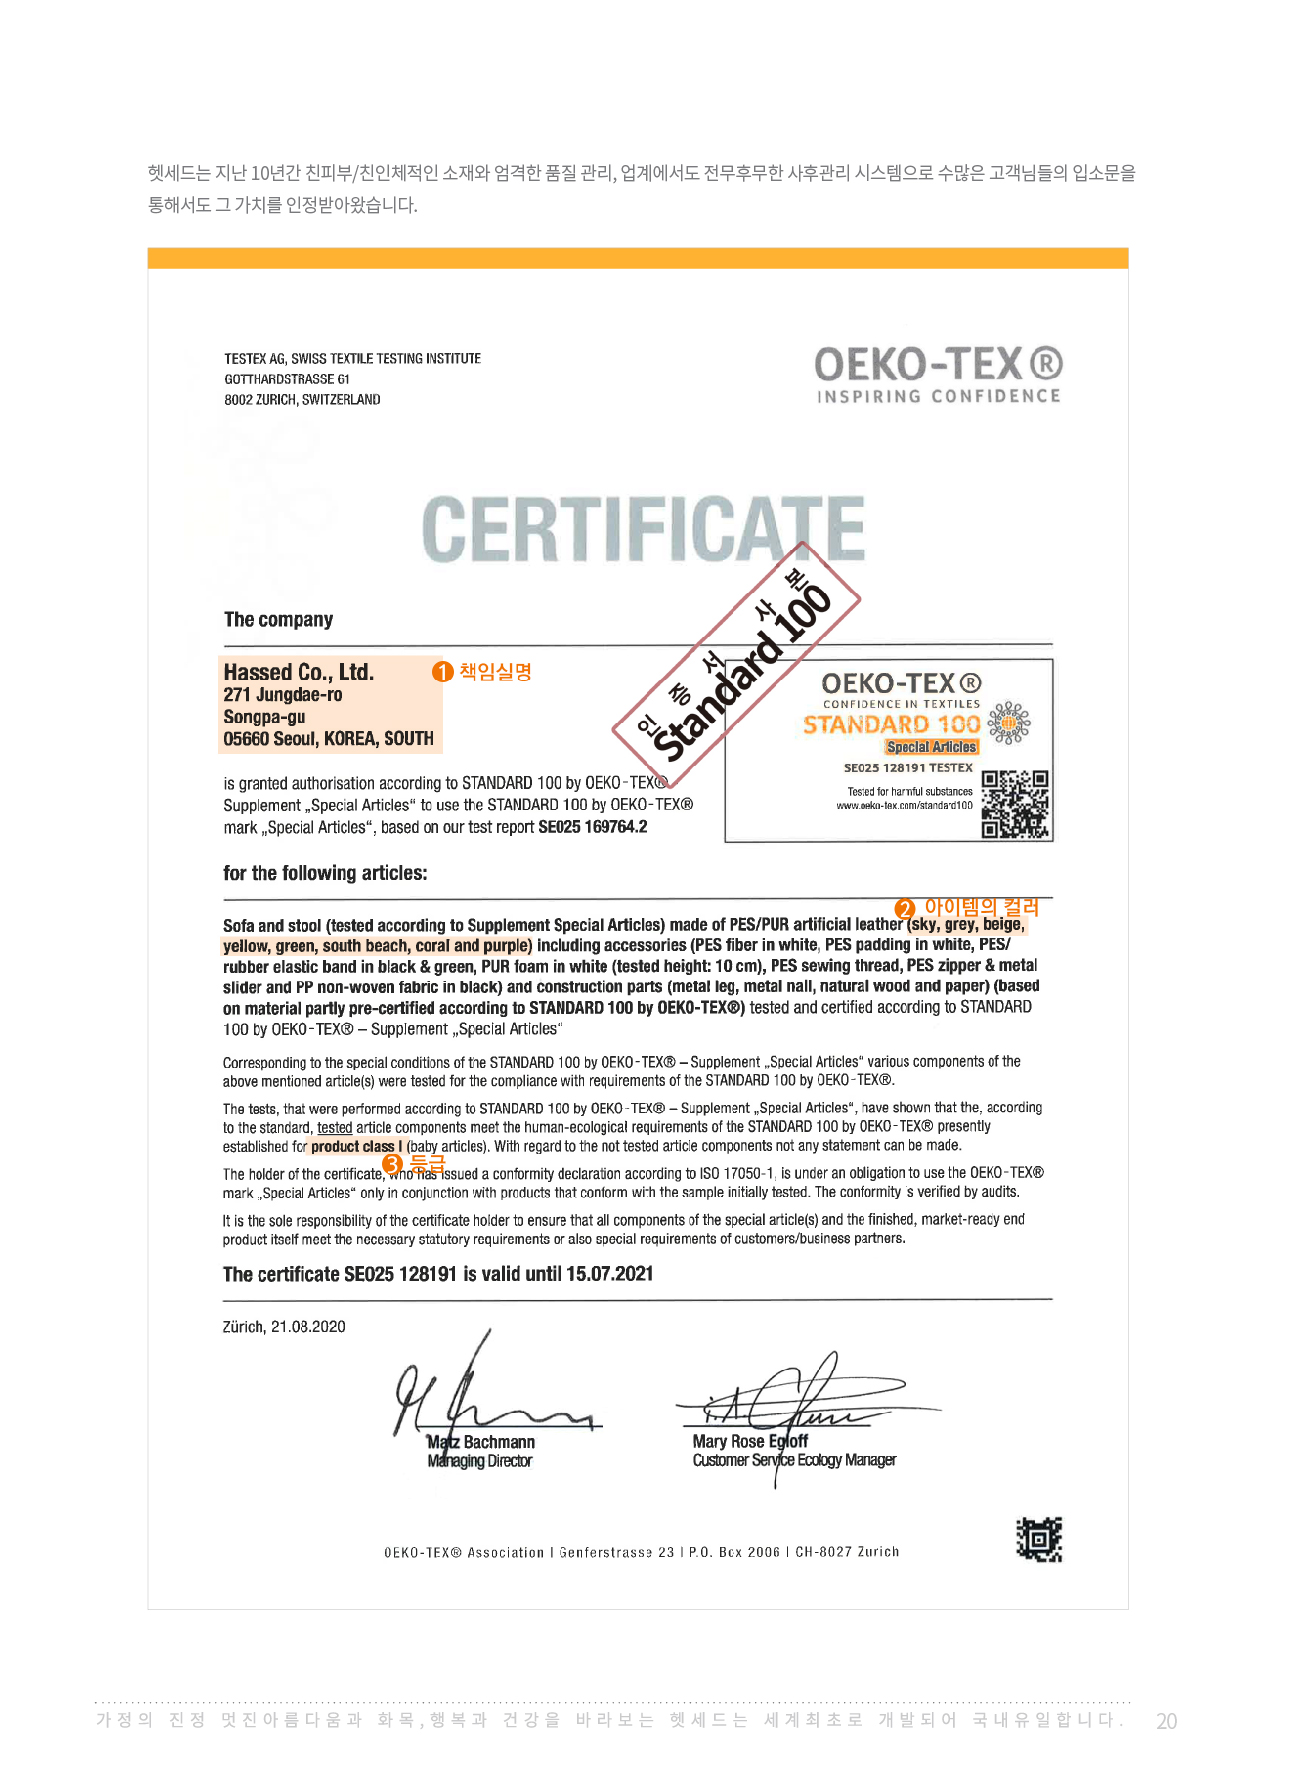 헷세드는 지난 10년간 친피부/친인체적인 소재와 엄격한 품질 관리, 업계에서도 전무후무한 사후관리 시스템으로 수많은 고객님들의 입소문을
통해서도 그 가치를 인정받아왔습니다.
TESTEX AG, SWISS TEXTILE TESTING INSTITUTE
GOTTHARDSTRASSE 61
8002 ZURICH, SWITZERLAND
OEKO-TEX®
INSPIRING CONFIDENCE
CERTIFICATE
인증서 사본
Standard 100
The company
Hassed Co., Ltd.
271 Jungdae-ro
Songpa-gu
05660 Seoul, KOREA, SOUTH
1 책임실명
OEKO-TEX®
CONFIDENCE IN TEXTILES
STANDARD 100
Special Articles
SE025 128191 TESTEX
Tested for harmful substances
www.oeko-tex.com/standard100
is granted authorisation according to STANDARD 100 by OEKO-TEX®
Supplement „Special Articles“ to use the STANDARD 100 by OEKO-TEX®
mark „Special Articles“, based on our test report SE025 169764.2
for the following articles:
2 아이템의 컬러
Sofa and stool (tested according to Supplement Special Articles) made of PES/PUR artificial leather (sky, grey, beige,
yellow, green, south beach, coral and purple) including accessories (PES fiber in white, PES padding in white, PES/
rubber elastic band in black & green, PUR foam in white (tested height: 10 cm), PES sewing thread, PES zipper & metal
slider and PP non-woven fabric in black) and construction parts (metal leg, metal nail, natural wood and paper) (based
on material partly pre-certified according to STANDARD 100 by OEKO-TEX®) tested and certified according to STANDARD
100 by OEKO-TEX® – Supplement „Special Articles“
Corresponding to the special conditions of the STANDARD 100 by OEKO-TEX® – Supplement „Special Articles“ various components of the
above mentioned article(s) were tested for the compliance with requirements of the STANDARD 100 by OEKO-TEX®.
The tests, that were performed according to STANDARD 100 by OEKO-TEX® – Supplement „Special Articles“, have shown that the, according
to the standard, tested article components meet the human-ecological requirements of the STANDARD 100 by OEKO-TEX® presently
established for product class I (baby articles). With regard to the not tested article components not any statement can be made.
3 등급
The holder of the certificate, who has issued a conformity declaration according to ISO 17050-1, is under an obligation to use the OEKO-TEX®
mark „Special Articles“ only in conjunction with products that conform with the sample initially tested. The conformity is verified by audits.
It is the sole responsibility of the certificate holder to ensure that all components of the special article(s) and the finished, market-ready end
product itself meet the necessary statutory requirements or also special requirements of customers/business partners.
The certificate SE025 128191 is valid until 15.07.2021
Zürich, 21.08.2020
Matz Bachmann
Managing Director
Mary Rose Egloff
Customer Service Ecology Manager
OEKO-TEX® Association | Genferstrasse 23 | P.O. Box 2006 | CH-8027 Zurich
가정의 진정 멋진아름다움과 화목,행복과 건강을 바라보는 헷세드는 세계최초로 개발되어 국내유일합니다.
20